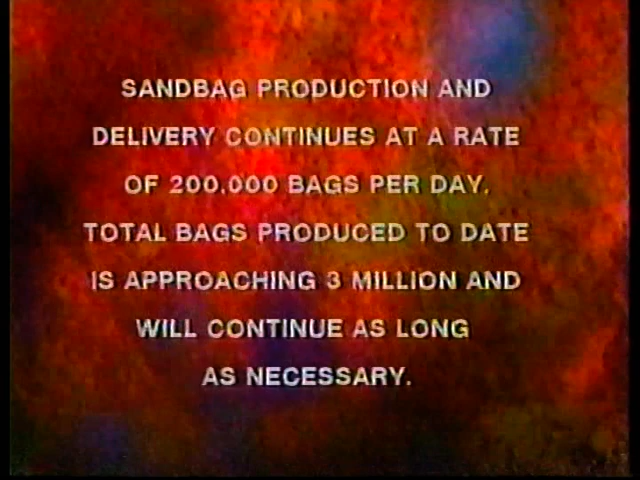 SANDBAG PRODUCTION AND
DELIVERY CONTINUES AT A RATE
OF 200,000 BAGS PER DAY.
TOTAL BAGS PRODUCED TO DATE
IS APPROACHING 3 MILLION AND
WILL CONTINUE AS LONG
AS NECESSARY.